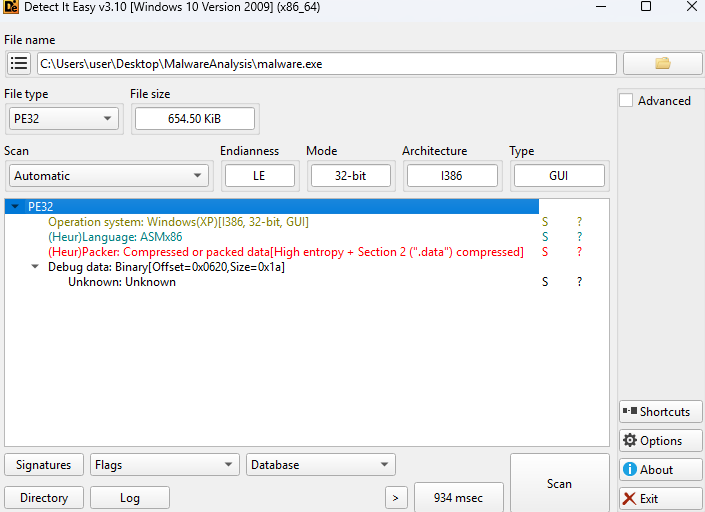 Detect It Easy v3.10 [Windows 10 Version 2009] (x86_64)
File name
C:\Users\user\Desktop\MalwareAnalysis\malware.exe
File type File size
PE32 654.50 KiB
Advanced
Scan Endianness Mode Architecture Type
Automatic LE 32-bit I386 GUI
PE32
Operation system: Windows(XP)[I386, 32-bit, GUI] S ?
(Heur)Language: ASMx86 S ?
(Heur)Packer: Compressed or packed data[High entropy + Section 2 (".data") compressed] S ?
Debug data: Binary[Offset=0x0620,Size=0x1a]
Unknown: Unknown S ?
Shortcuts
Options
Signatures Flags Database Scan About
Directory Log > 934 msec Exit